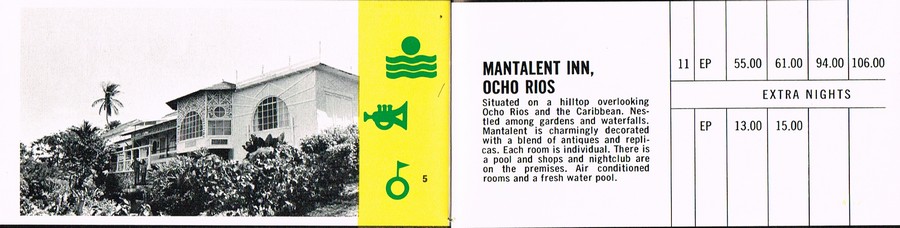 5
MANTALENT INN,
OCHO RIOS
Situated on a hilltop overlooking
Ocho Rios and the Caribbean. Nes-
tled among gardens and waterfalls.
Mantalent is charmingly decorated
with a blend of antiques and repli-
cas. Each room is individual. There is
a pool and shops and nightclub are
on the premises. Air conditioned
rooms and a fresh water pool.
11 EP 55.00 61.00 94.00 106.00
EXTRA NIGHTS
EP 13.00 15.00